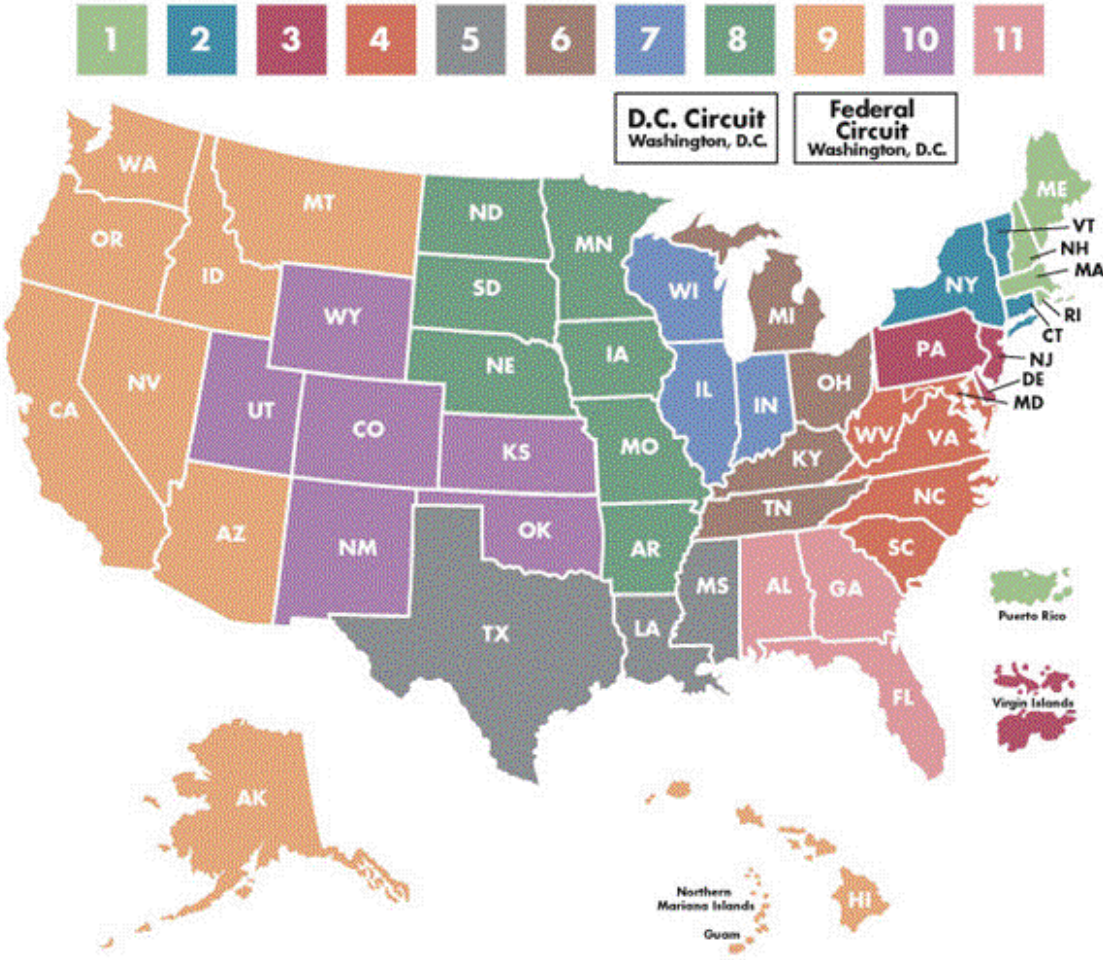 1 2 3 4 5 6 7 8 9 10 11
D.C. Circuit
Washington, D.C.
Federal
Circuit
Washington, D.C.
WA
MT
OR
ID
WY
NV
CA
UT
CO
AZ
NM
ND
SD
NE
KS
OK
TX
MN
IA
MO
AR
LA
WI
IL
IN
MI
OH
KY
TN
MS
AL
GA
FL
SC
NC
VA
WV
PA
NY
ME
VT
NH
MA
RI
CT
NJ
DE
MD
Puerto Rico
Virgin Islands
AK
Northern
Mariana Islands
Guam
HI